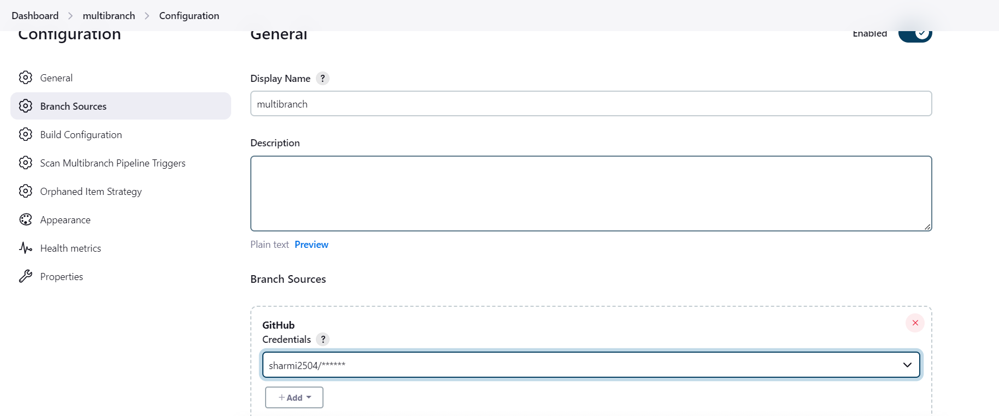 Dashboard > multibranch > Configuration
Configuration
General
Enabled
General
Branch Sources
Build Configuration
Scan Multibranch Pipeline Triggers
Orphaned Item Strategy
Appearance
Health metrics
Properties
Display Name ?
multibranch
Description
Plain text Preview
Branch Sources
GitHub
Credentials ?
sharmi2504/******
+ Add